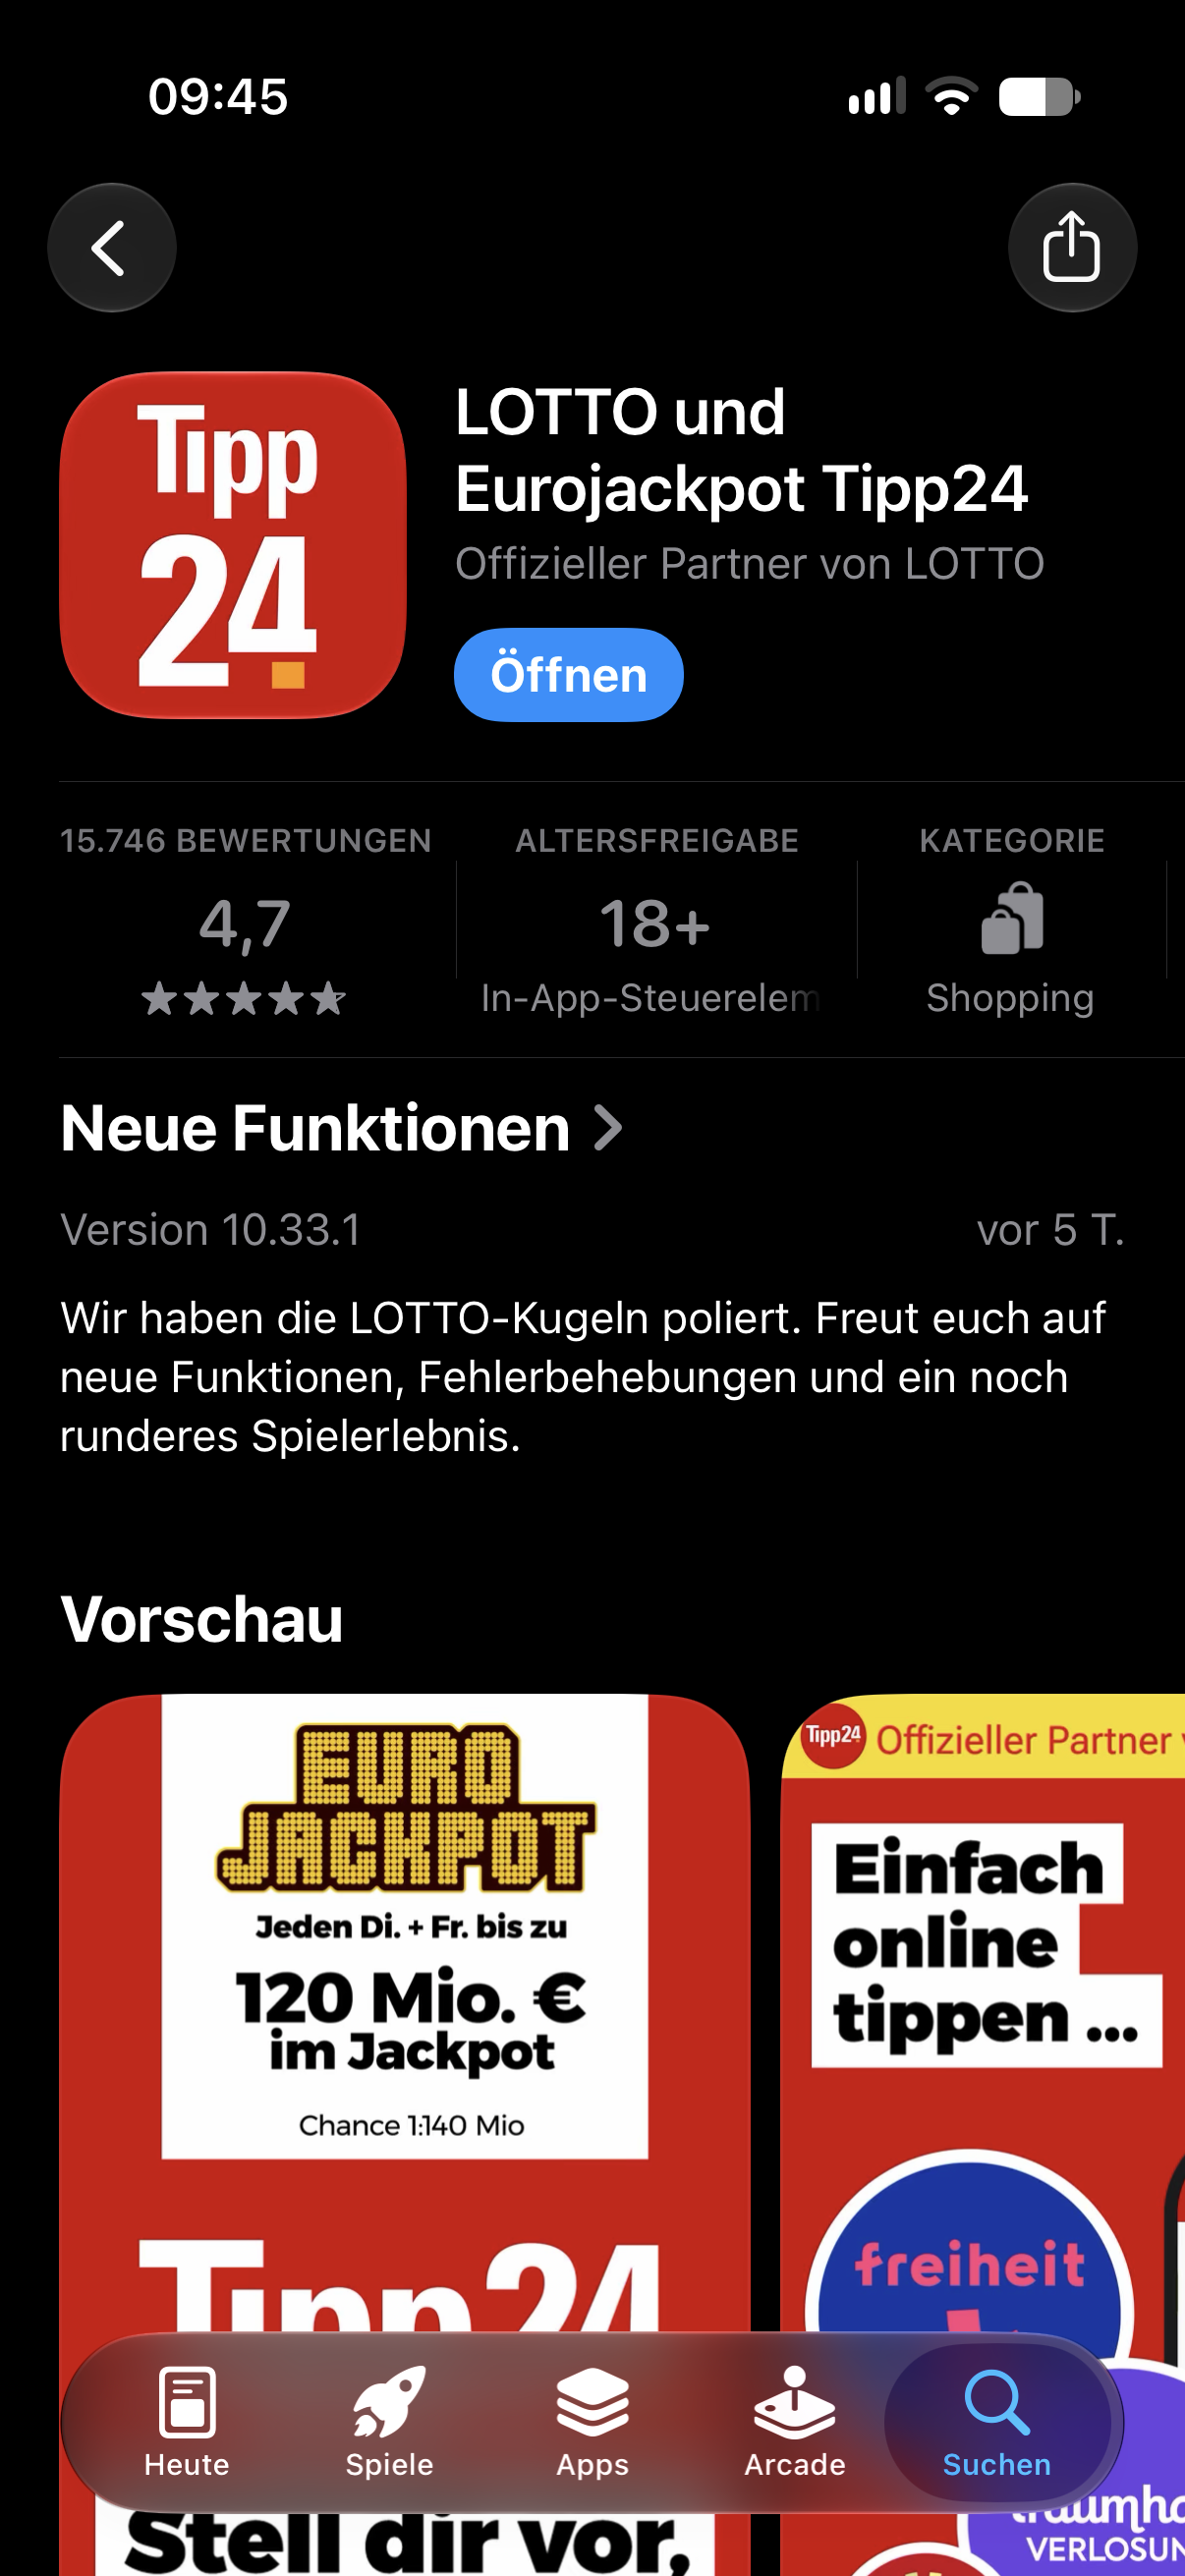 09:45
Tipp
24
LOTTO und
Eurojackpot Tipp24
Offizieller Partner von LOTTO
Öffnen
15.746 BEWERTUNGEN
4,7
ALTERSFREIGABE
18+
In-App-Steuerelem
KATEGORIE
Shopping
Neue Funktionen
Version 10.33.1
vor 5 T.
Wir haben die LOTTO-Kugeln poliert. Freut euch auf
neue Funktionen, Fehlerbehebungen und ein noch
runderes Spielerlebnis.
Vorschau
EURO
JACKPOT
Jeden Di. + Fr. bis zu
120 Mio. €
im Jackpot
Chance 1:140 Mio
Tipp24
Stell dir vor,
Tipp24
Offizieller Partner
Einfach
online
tippen ...
freiheit
VERLOSUN
Heute
Spiele
Apps
Arcade
Suchen